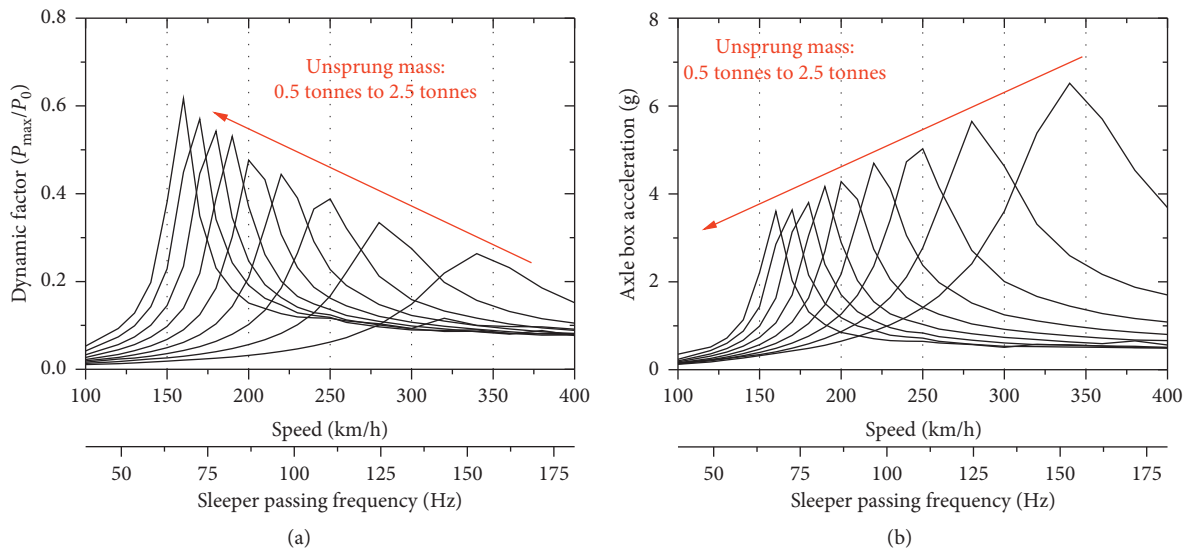 0.8
0.6
0.4
0.2
0.0
Dynamic factor (Pmax/P0)
Unsprung mass:
0.5 tonnes to 2.5 tonnes
100 150 200 250 300 350 400
Speed (km/h)
50 75 100 125 150 175
Sleeper passing frequency (Hz)
(a)
8
6
4
2
0
Axle box acceleration (g)
Unsprung mass:
0.5 tonnes to 2.5 tonnes
100 150 200 250 300 350 400
Speed (km/h)
50 75 100 125 150 175
Sleeper passing frequency (Hz)
(b)